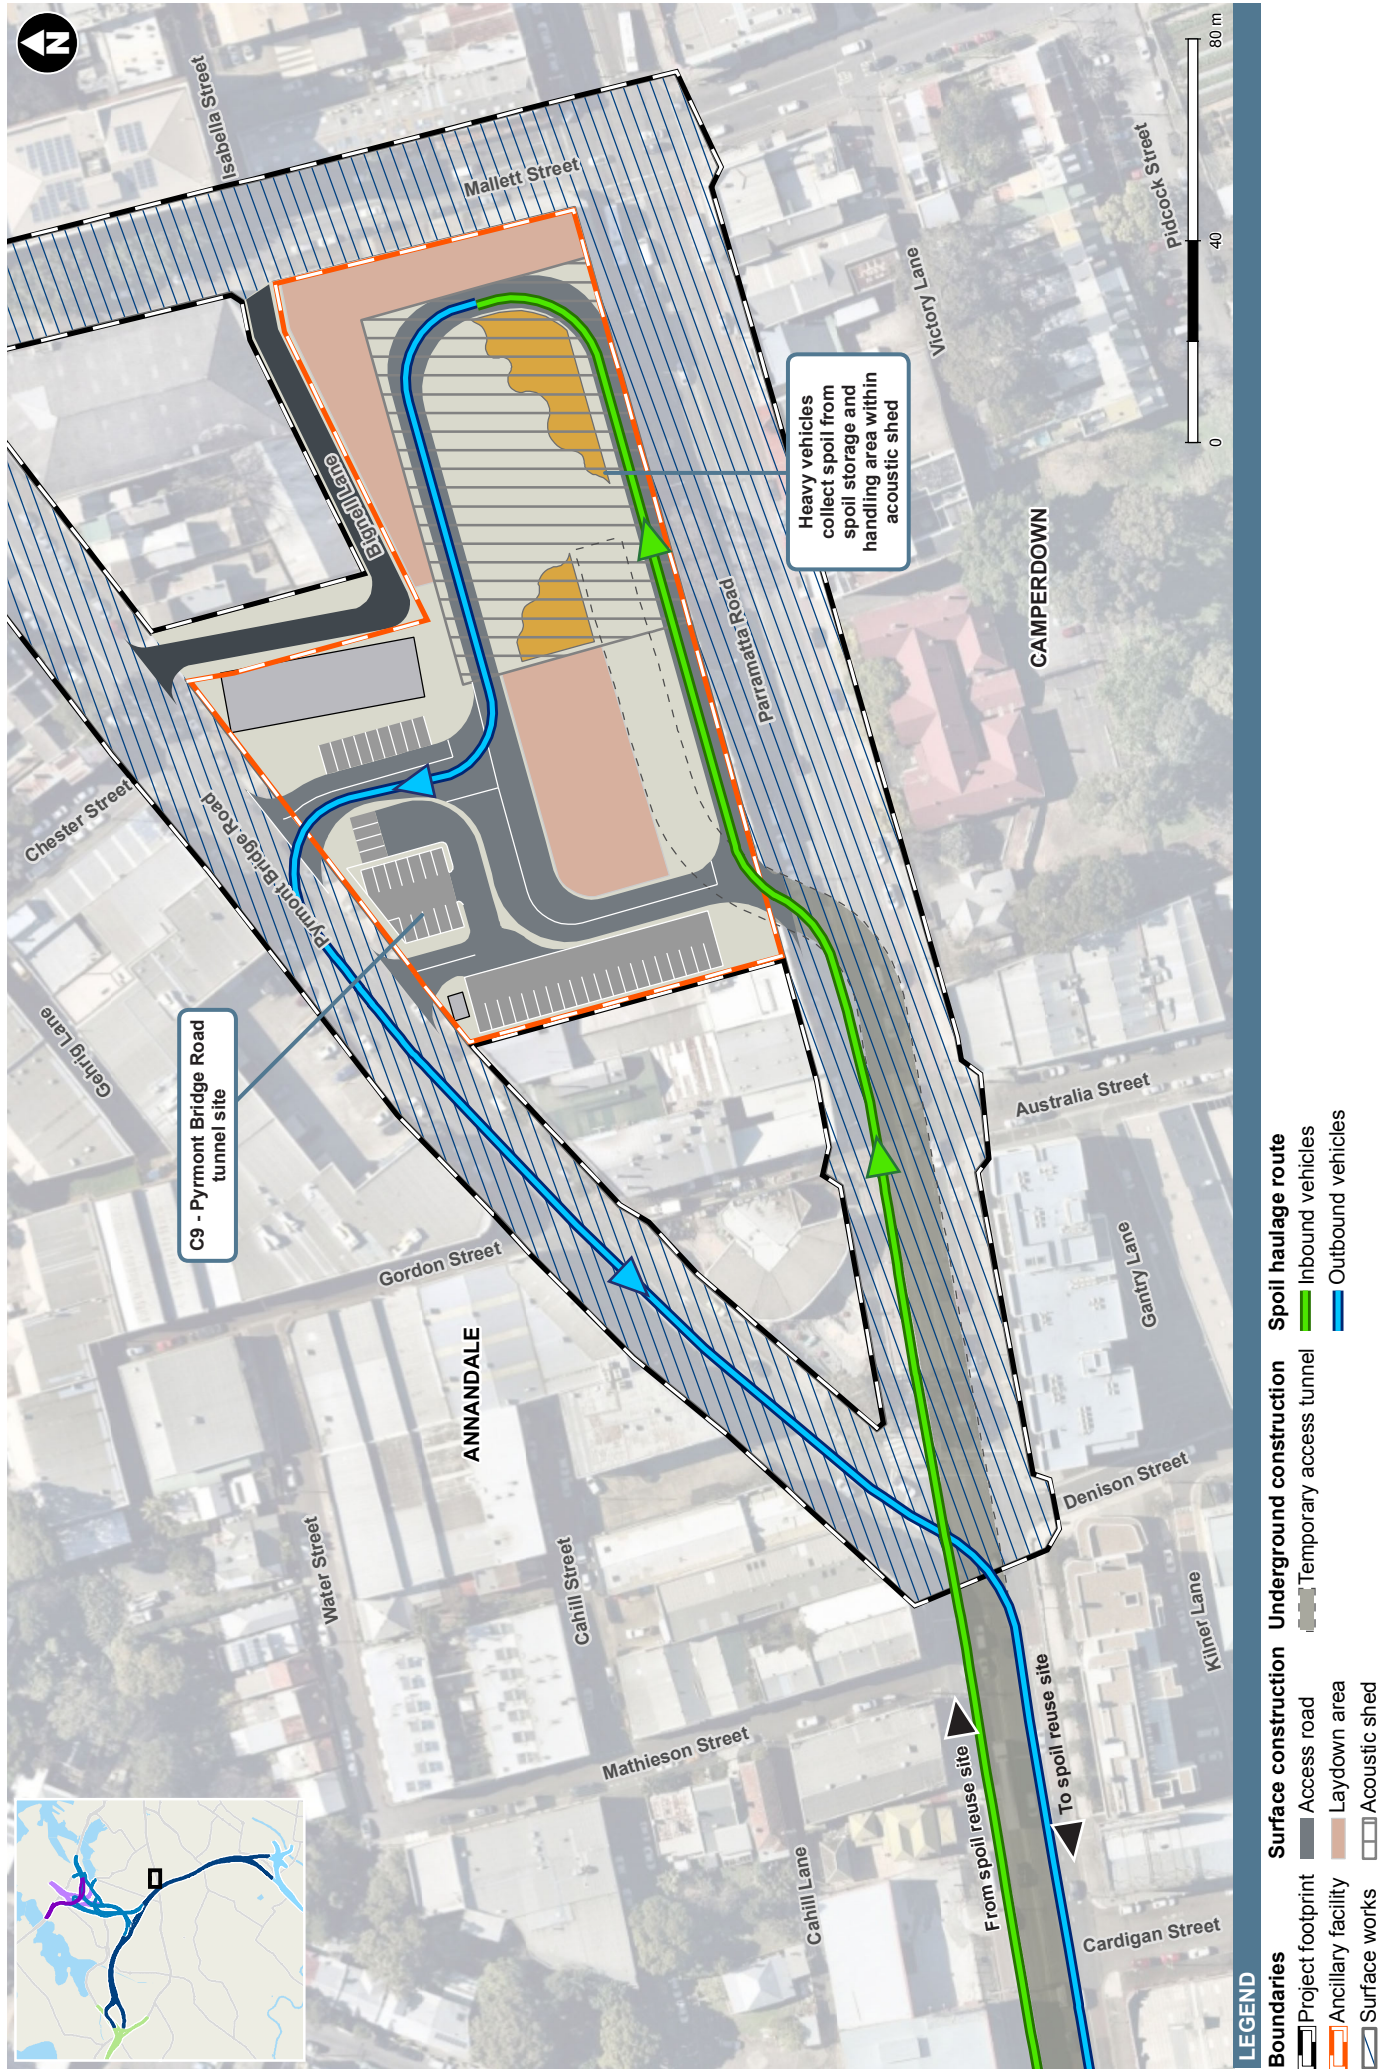 N
Isabella Street
Mallett Street
Pidcock Street
Victory Lane
Bignell Lane
Parramatta Road
Heavy vehicles
collect spoil from
spoil storage and
handling area within
acoustic shed
CAMPERDOWN
Chester Street
Pyrmont Bridge Road
Gehrig Lane
C9 - Pyrmont Bridge Road
tunnel site
Gordon Street
ANNANDALE
Australia Street
Gantry Lane
Denison Street
Kilner Lane
Water Street
Cahill Street
Mathieson Street
Cahill Lane
Cardigan Street
From spoil reuse site
To spoil reuse site
0
40
80 m
LEGEND
Boundaries
Project footprint
Ancillary facility
Surface works
Surface construction
Access road
Laydown area
Acoustic shed
Underground construction
Temporary access tunnel
Spoil haulage route
Inbound vehicles
Outbound vehicles